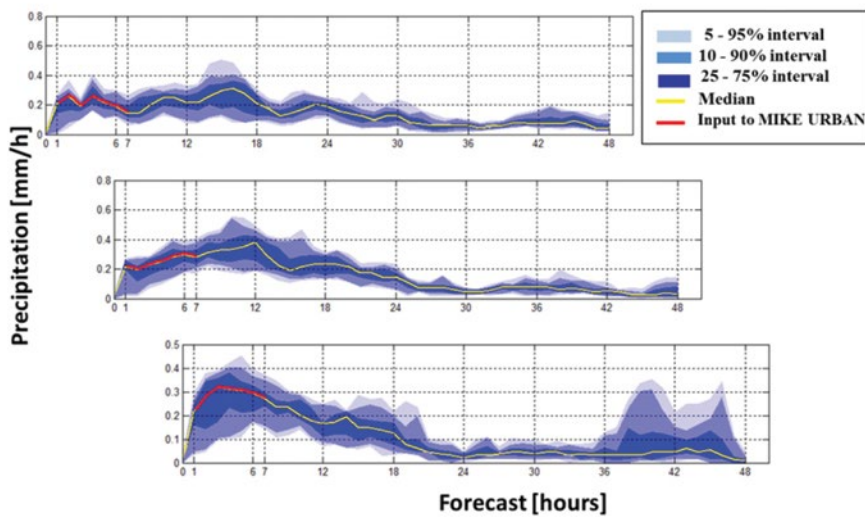 0.8
0.6
0.4
0.2
0
0 1 6 7 12 18 24 30 36 42 48
5 - 95% interval
10 - 90% interval
25 - 75% interval
Median
Input to MIKE URBAN
Precipitation [mm/h]
0.8
0.6
0.4
0.2
0
0 1 6 7 12 18 24 30 36 42 48
0.5
0.4
0.3
0.2
0.1
0
0 1 6 7 12 18 24 30 36 42 48
Forecast [hours]